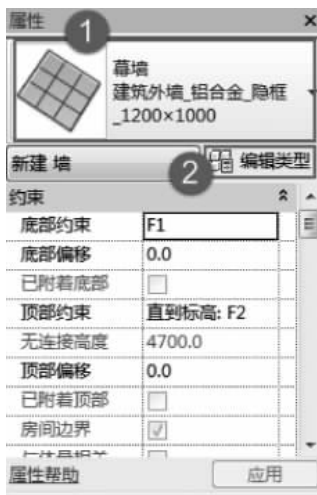 属性
×
1
幕墙
建筑外墙_铝合金_隐框
_1200×1000
新建 墙
2
编辑类型
约束
底部约束 F1
底部偏移 0.0
已附着底部
顶部约束 直到标高: F2
无连接高度 4700.0
顶部偏移 0.0
已附着顶部
房间边界
属性帮助
应用